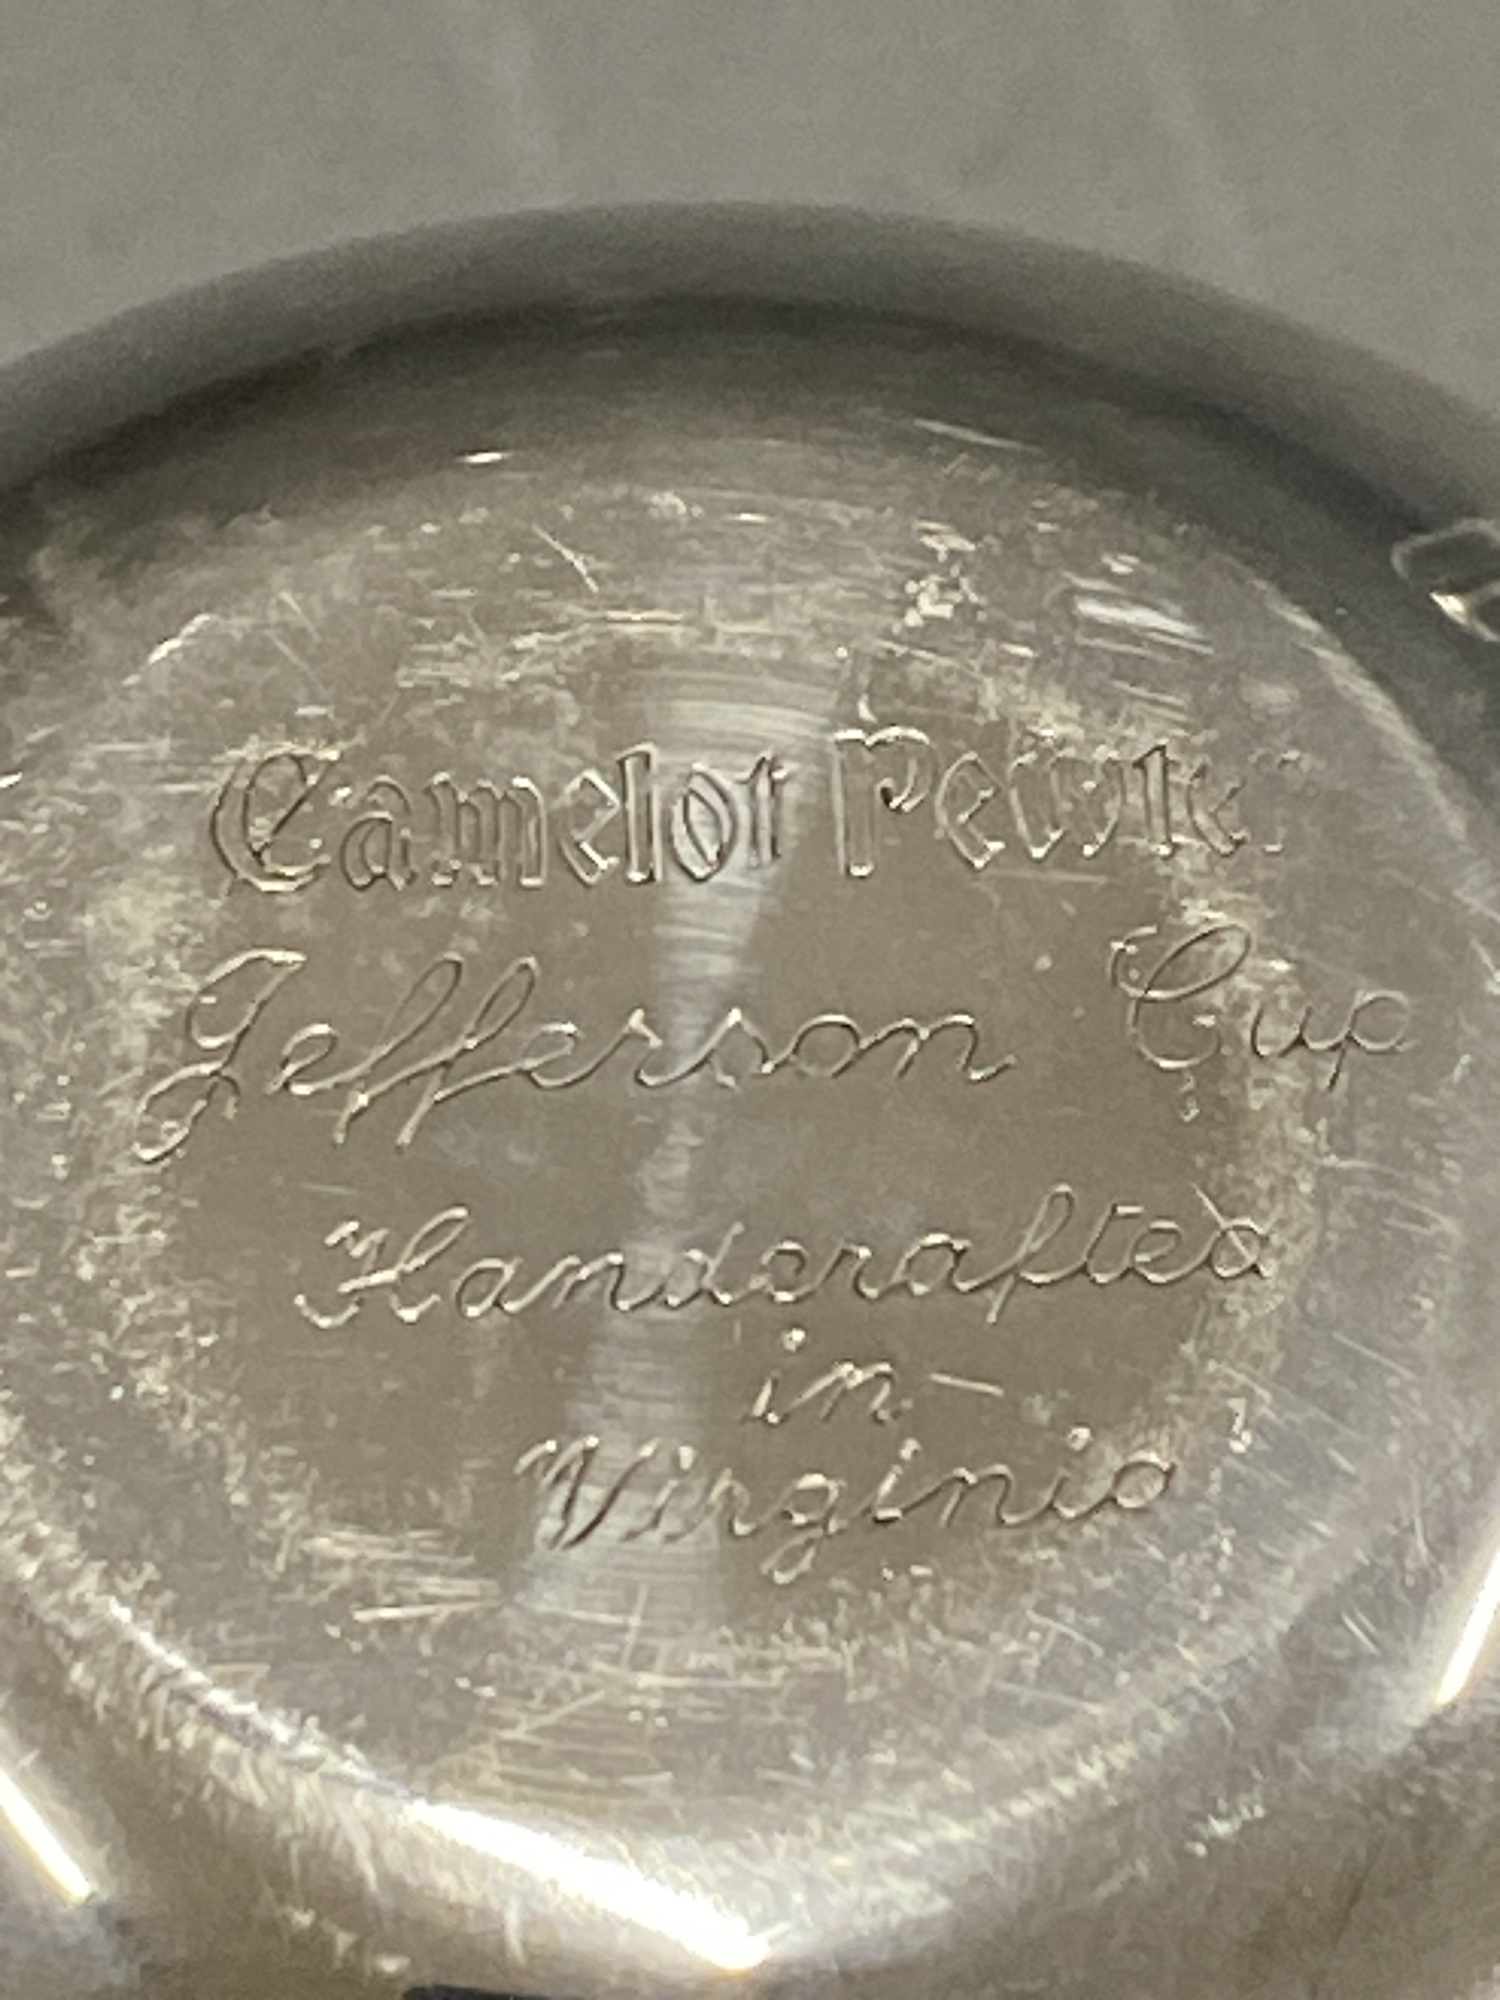 Camelot Pewter
Jefferson Cup
Handcrafted
in
Virginia